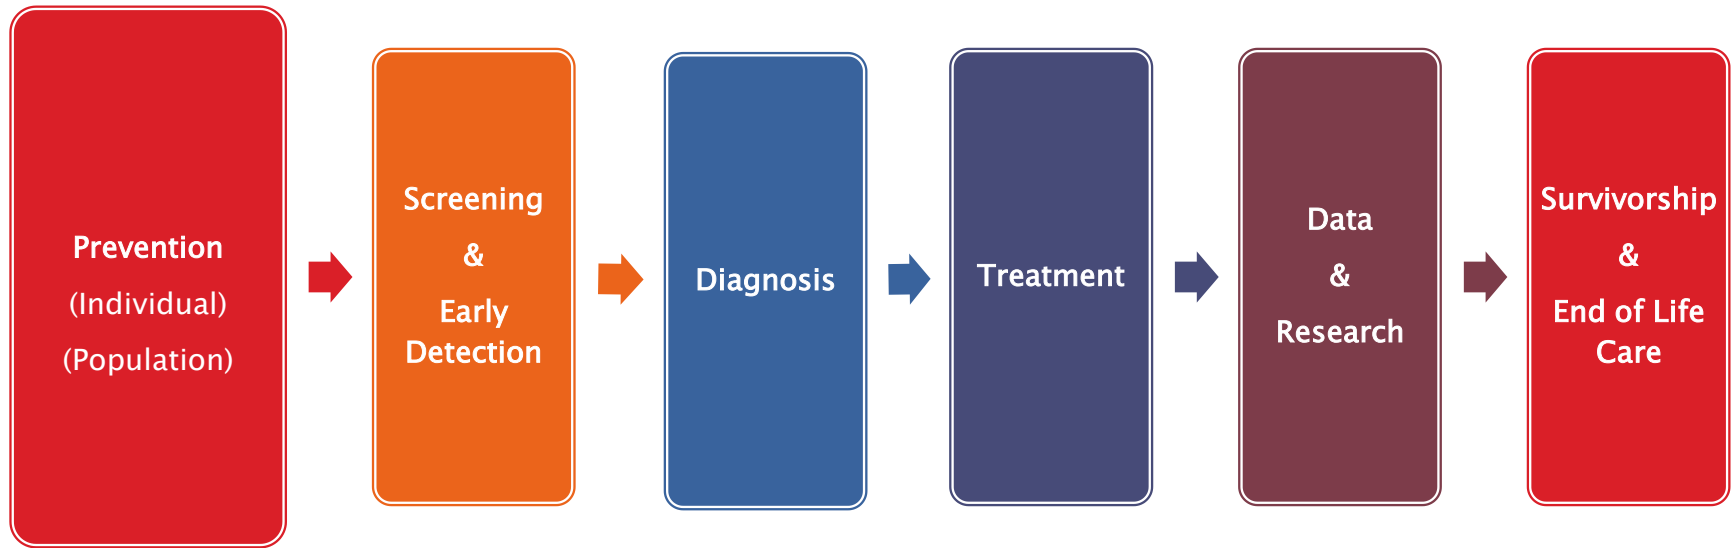 Prevention
(Individual)
(Population)
Screening
&
Early
Detection
Diagnosis
Treatment
Data
&
Research
Survivorship
&
End of Life
Care